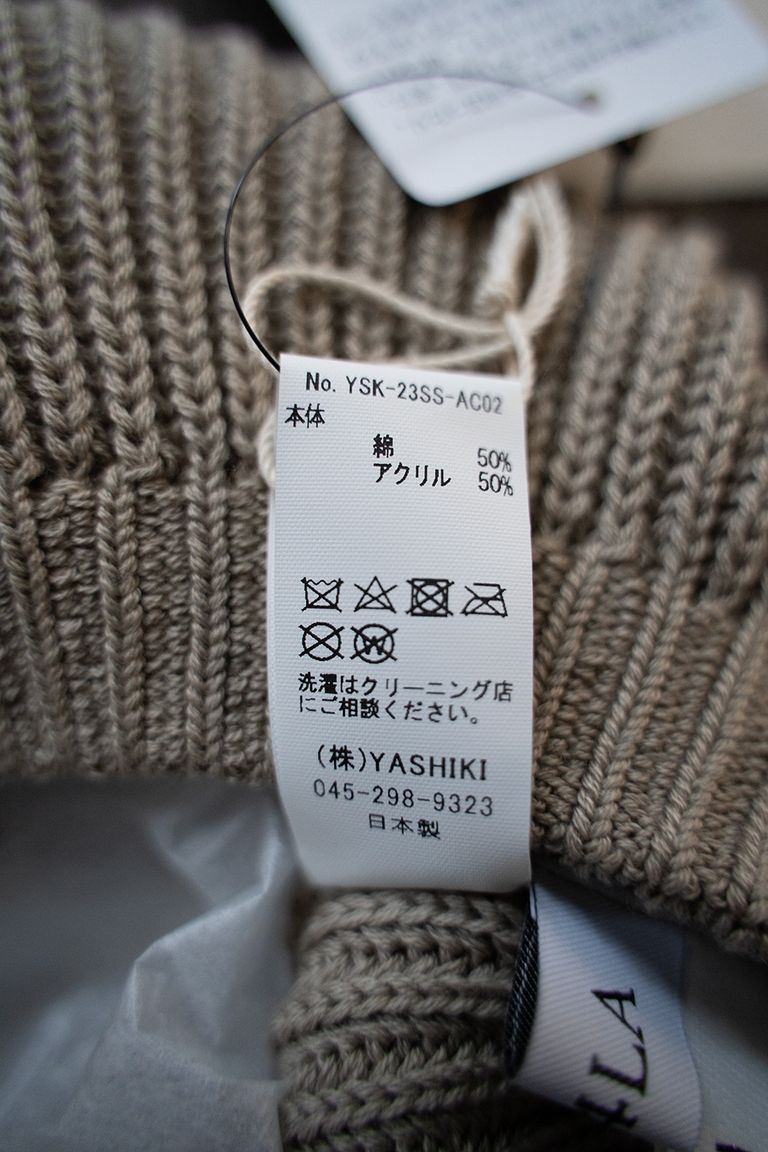 No. YSK-23SS-AC02
本体
綿 50%
アクリル 50%
洗濯はクリーニング店
にご相談ください。
(株)YASHIKI
045-298-9323
日本製
LA